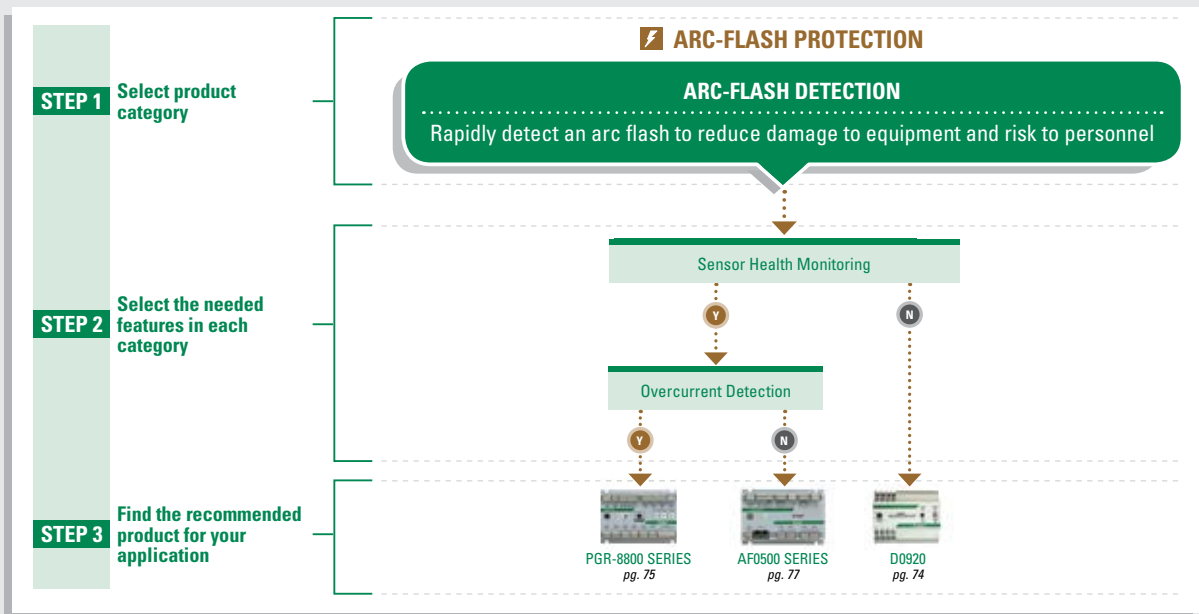 ARC-FLASH PROTECTION
STEP 1
Select product
category
ARC-FLASH DETECTION
Rapidly detect an arc flash to reduce damage to equipment and risk to personnel
STEP 2
Select the needed
features in each
category
Sensor Health Monitoring
Y
N
Overcurrent Detection
Y
N
STEP 3
Find the recommended
product for your
application
PGR-8800 SERIES
pg. 75
AF0500 SERIES
pg. 77
D0920
pg. 74